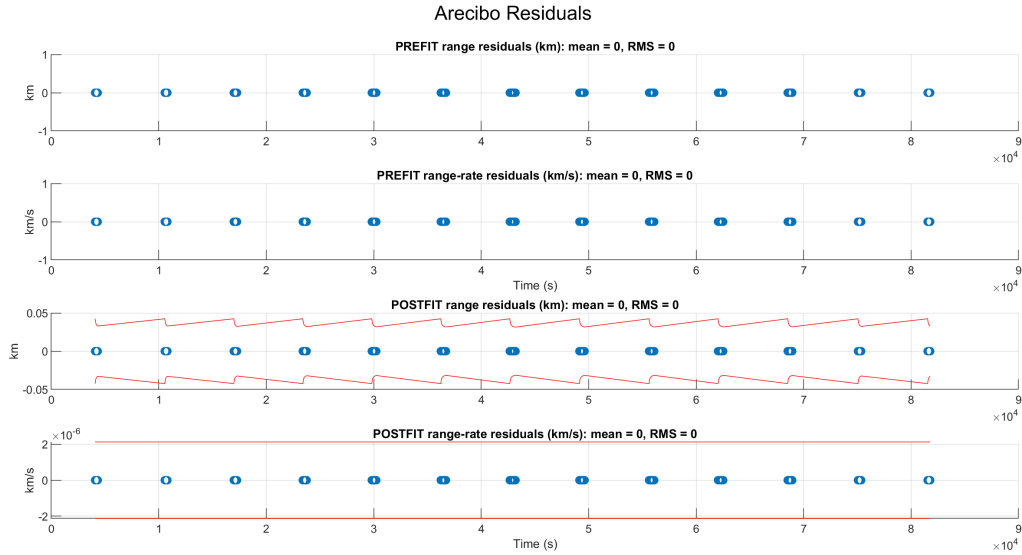 Arecibo Residuals
PREFIT range residuals (km): mean = 0, RMS = 0
1
0
-1
km
0 1 2 3 4 5 6 7 8 9
×10^4
PREFIT range-rate residuals (km/s): mean = 0, RMS = 0
1
0
-1
km/s
0 1 2 3 4 5 6 7 8 9
Time (s)
×10^4
POSTFIT range residuals (km): mean = 0, RMS = 0
0.05
0
-0.05
km
0 1 2 3 4 5 6 7 8 9
×10^4
POSTFIT range-rate residuals (km/s): mean = 0, RMS = 0
×10^-6
2
0
-2
km/s
0 1 2 3 4 5 6 7 8 9
Time (s)
×10^4